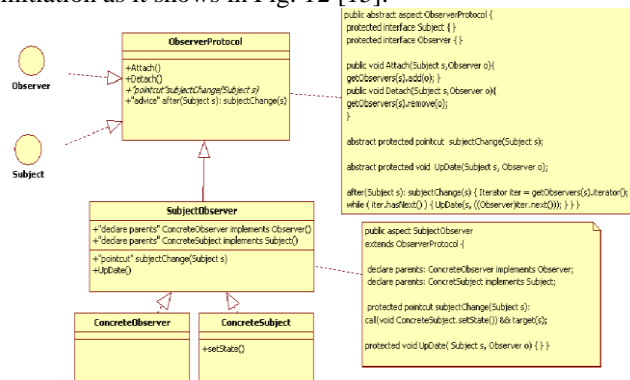 initiation as it shows in Fig. 12 [15].
ObserverProtocol
+Attach()
+Detach()
+"pointcut"subjectChange(Subject s)
+"advice" after(Subject s): subjectChange(s)
Observer
Subject
public abstract aspect ObserverProtocol {
protected interface Subject { }
protected interface Observer { }
public void Attach(Subject s,Observer o){
getObservers(s).add(o); }
public void Detach(Subject s,Observer o){
getObservers(s).remove(o);
}
abstract protected pointcut subjectChange(Subject s);
abstract protected void UpDate(Subject s, Observer o);
after(Subject s): subjectChange(s) { Iterator iter = getObservers(s).iterator();
while ( iter.hasNext() ) { UpDate(s, ((Observer)iter.next())); } } }
SubjectObserver
+"declare parents" ConcreteObserver implements Observer()
+"declare parents" ConcreteSubject implements Subject()
+"pointcut" subjectChange(Subject s)
+UpDate()
public aspect SubjectObserver
extends ObserverProtocol {
declare parents: ConcreteObserver implements Observer;
declare parents: ConcretSubject implements Subject;
protected pointcut subjectChange(Subject s):
call(void ConcreteSubject.setState()) && target(s);
protected void UpDate( Subject s, Observer o) { } }
ConcreteObserver
ConcreteSubject
+setState()